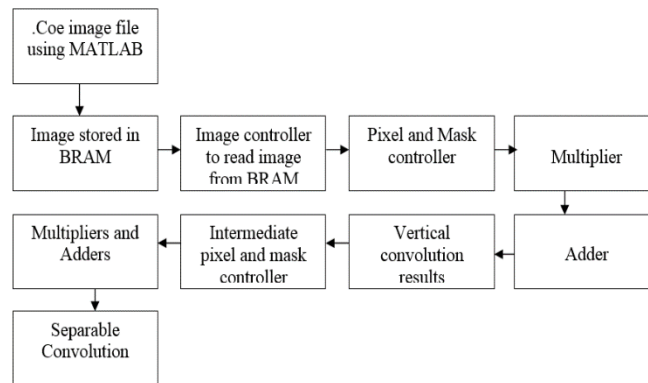 .Coe image file
using MATLAB
Image stored in
BRAM
Image controller
to read image
from BRAM
Pixel and Mask
controller
Multiplier
Adder
Vertical
convolution
results
Intermediate
pixel and mask
controller
Multipliers and
Adders
Separable
Convolution